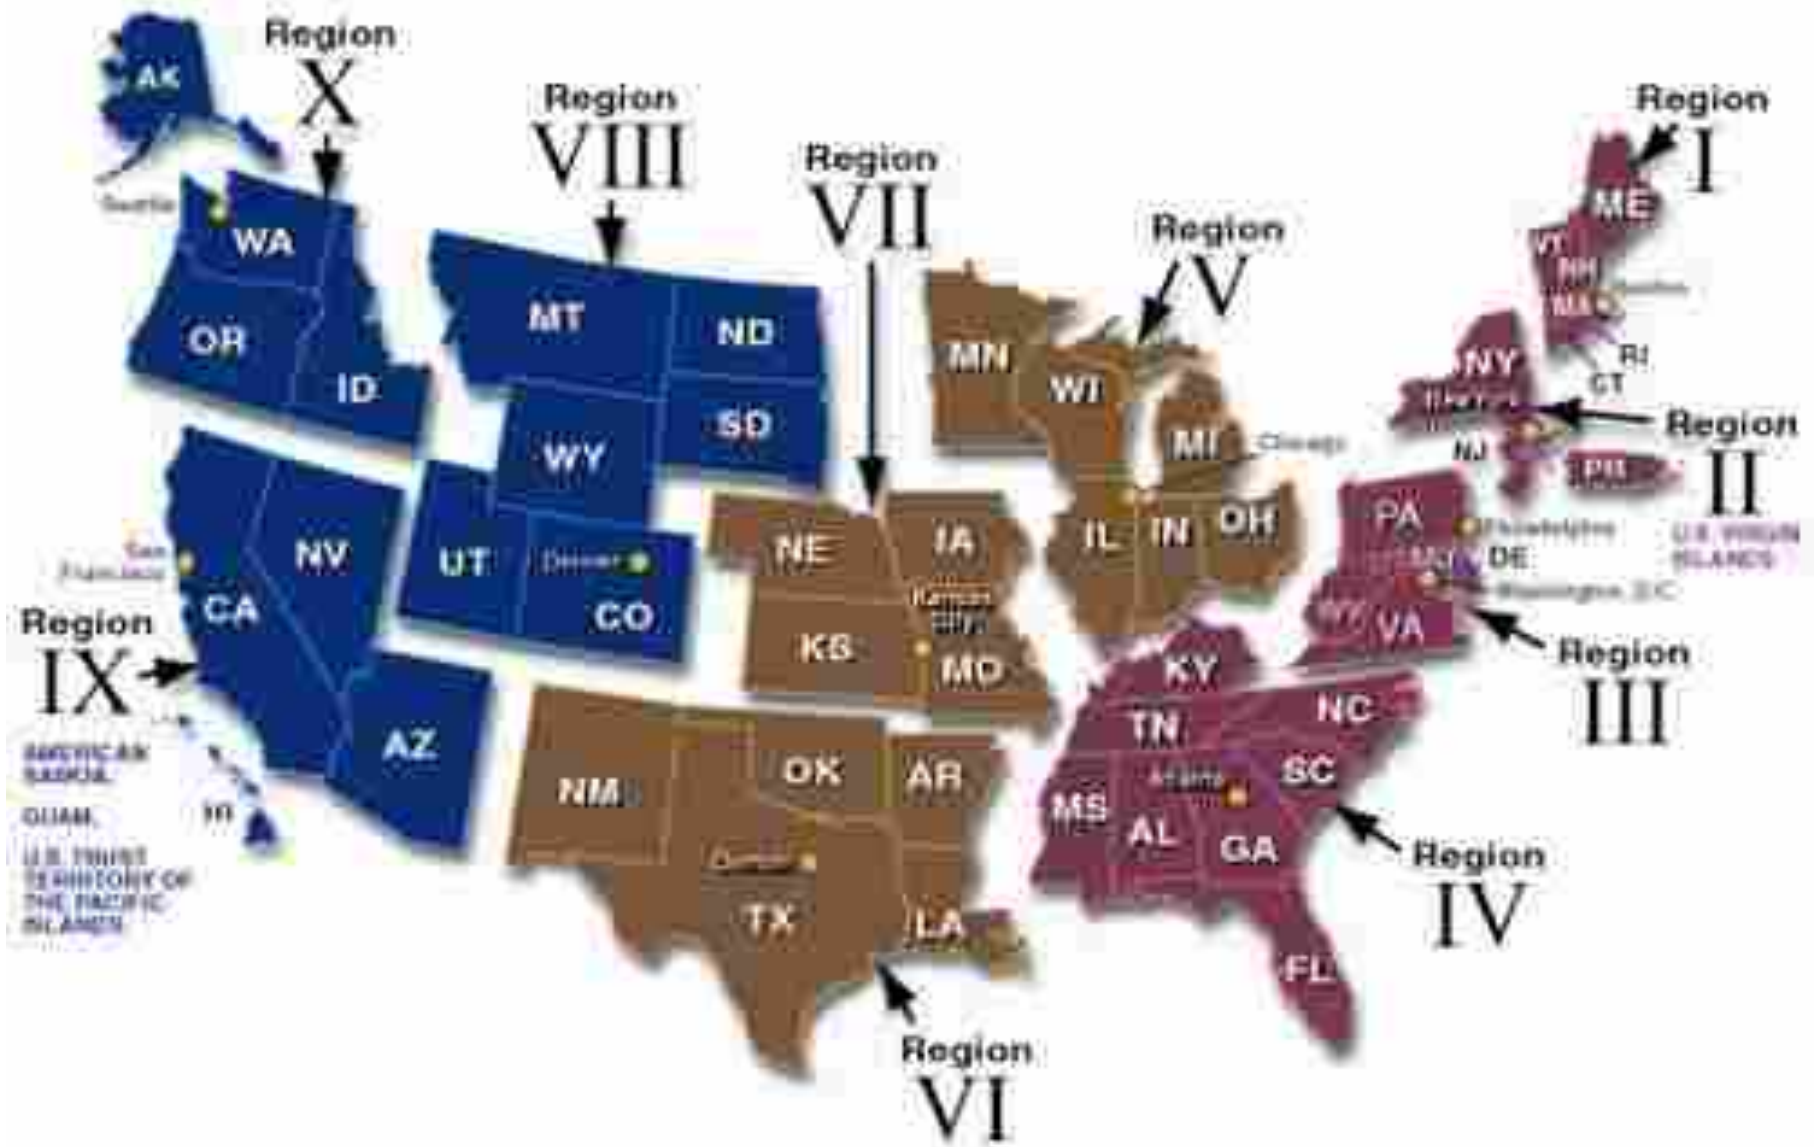 Region
X
AK
Region
VIII
Region
VII
Region
V
Region
I
Seattle
WA
OR
ID
MT
ND
SD
WY
MN
WI
MI
Chicago
ME
VT
NH
MA
RI
CT
NY
NJ
PR
Region
II
U.S. VIRGIN
ISLANDS
San
Francisco
NV
CA
UT
Denver
CO
Region
IX
AZ
AMERICAN
SAMOA,
GUAM,
HI
U.S. TRUST
TERRITORY OF
THE PACIFIC
ISLANDS
NE
IA
Kansas
City
KS
MO
IL
IN
OH
PA
Philadelphia
DE
Washington, D.C.
WV
VA
Region
III
KY
TN
NC
SC
MS
AL
Atlanta
GA
FL
Region
IV
NM
OK
AR
TX
LA
Region
VI